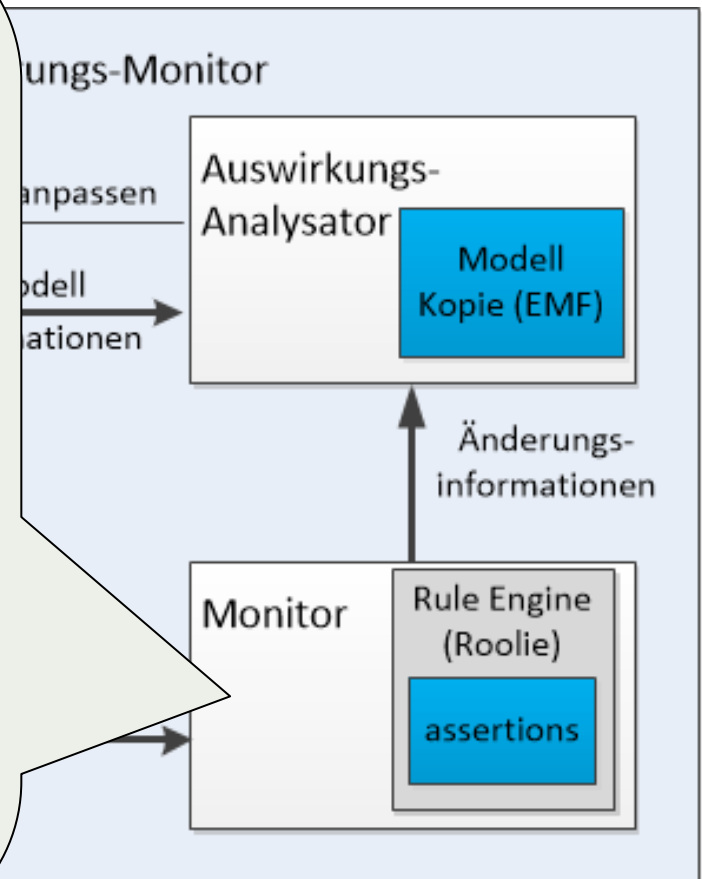 ungs-Monitor
anpassen
Auswirkungs-
Analysator
Modell
Kopie (EMF)
odell
ationen
Änderungs-
informationen
Monitor
Rule Engine
(Roolie)
assertions